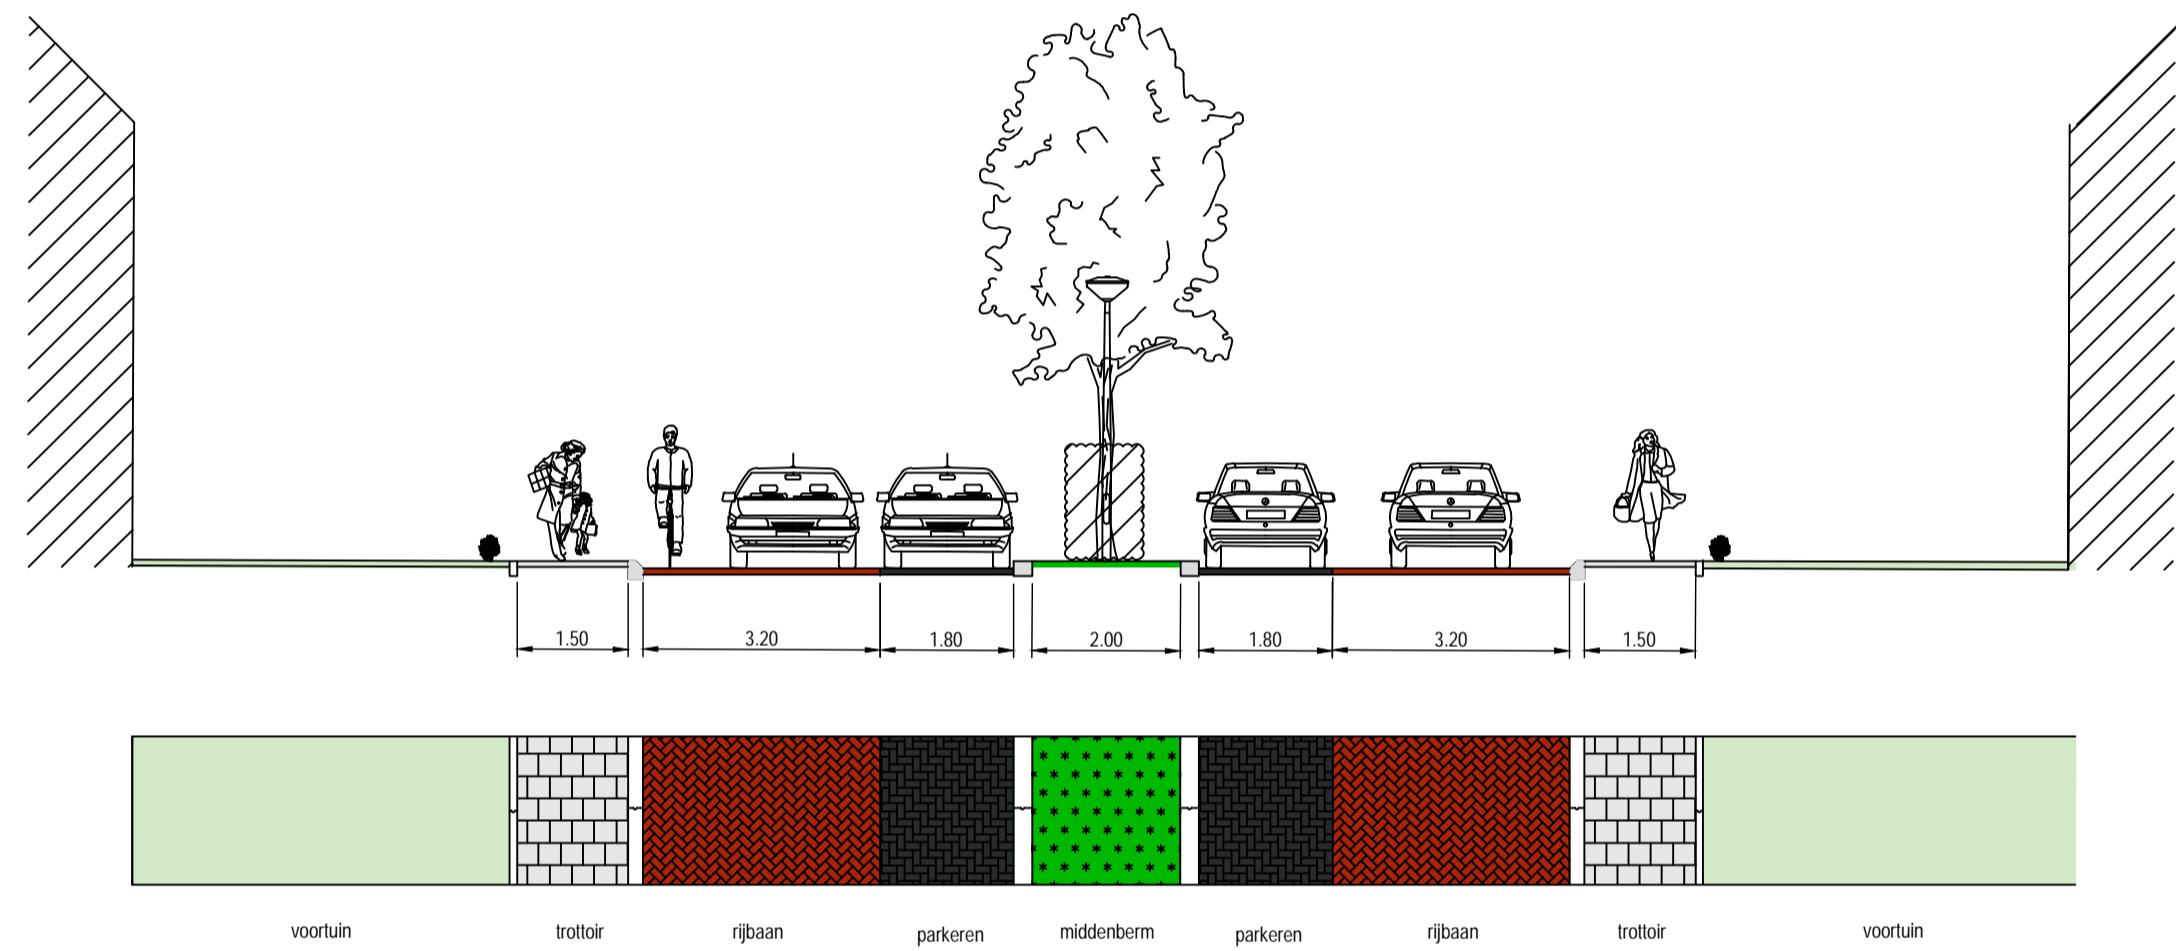 1.50 3.20 1.80 2.00 1.80 3.20 1.50
voortuin trottoir rijbaan parkeren middenberm parkeren rijbaan trottoir voortuin